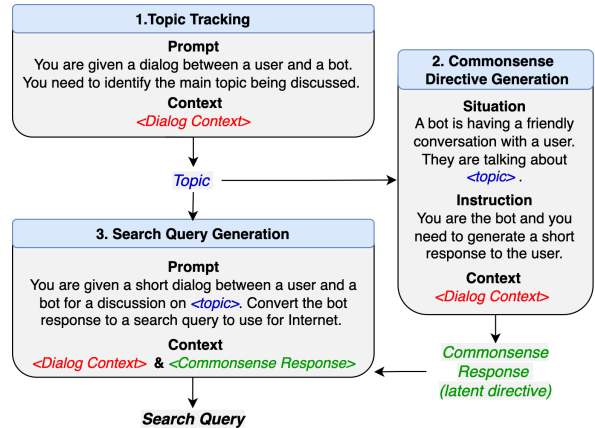 1.Topic Tracking
Prompt
You are given a dialog between a user and a bot.
You need to identify the main topic being discussed.
Context
<Dialog Context>
Topic
2. Commonsense
Directive Generation
Situation
A bot is having a friendly
conversation with a user.
They are talking about
<topic> .
Instruction
You are the bot and you
need to generate a short
response to the user.
Context
<Dialog Context>
Commonsense
Response
(latent directive)
3. Search Query Generation
Prompt
You are given a short dialog between a user and a
bot for a discussion on <topic>. Convert the bot
response to a search query to use for Internet.
Context
<Dialog Context> & <Commonsense Response>
Search Query